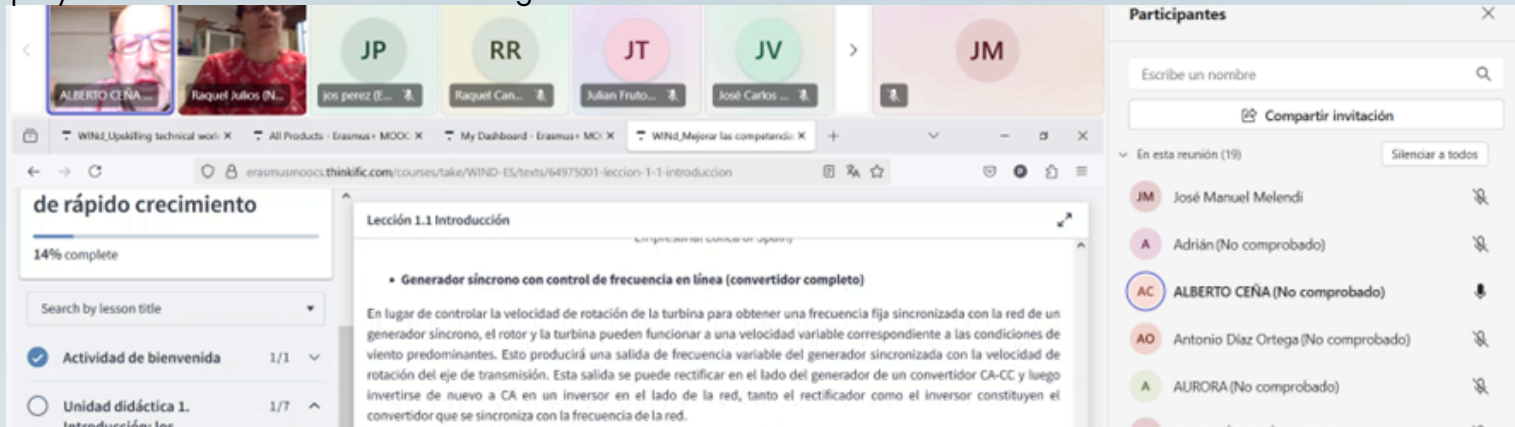 ALBERTO CEÑA ...
Raquel Julios (N...
JP
jos perez (E...
RR
Raquel Can...
JT
Julian Fruto...
JV
José Carlos ...
JM
Participantes
Escribe un nombre
Compartir invitación
En esta reunión (19)
Silenciar a todos
JM José Manuel Melendi
A Adrián (No comprobado)
AC ALBERTO CEÑA (No comprobado)
AO Antonio Díaz Ortega (No comprobado)
A AURORA (No comprobado)
WINd_Upskilling technical work
All Products - Erasmus+ MOOC
My Dashboard - Erasmus+ MO
WINd_Mejorar las competencia
erasmusmoocs.thinkific.com/courses/take/WIND-ES/texts/64975001-leccion-1-1-introduccion
de rápido crecimiento
14% complete
Search by lesson title
Actividad de bienvenida 1/1
Unidad didáctica 1. 1/7
Lección 1.1 Introducción
• Generador síncrono con control de frecuencia en línea (convertidor completo)
En lugar de controlar la velocidad de rotación de la turbina para obtener una frecuencia fija sincronizada con la red de un
generador síncrono, el rotor y la turbina pueden funcionar a una velocidad variable correspondiente a las condiciones de
viento predominantes. Esto producirá una salida de frecuencia variable del generador sincronizada con la velocidad de
rotación del eje de transmisión. Esta salida se puede rectificar en el lado del generador de un convertidor CA-CC y luego
invertirse de nuevo a CA en un inversor en el lado de la red, tanto el rectificador como el inversor constituyen el
convertidor que se sincroniza con la frecuencia de la red.